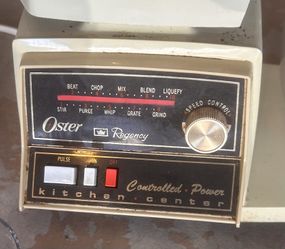 BEAT CHOP MIX BLEND LIQUEFY
STIR PUREE WHIP GRATE GRIND
SPEED CONTROL
Oster Regency
PULSE OFF
Controlled · Power
kitchen · center